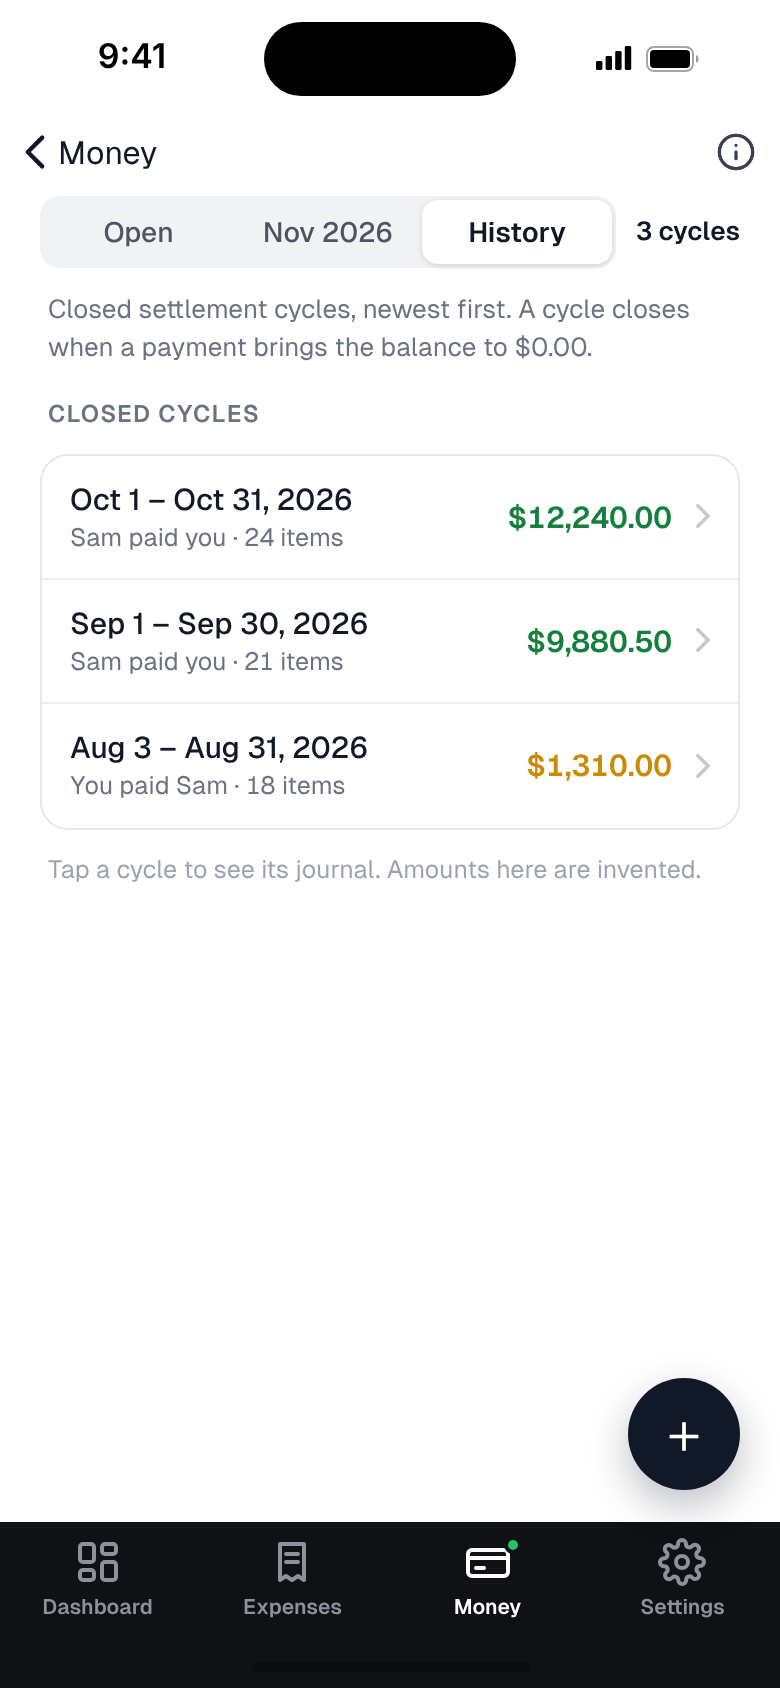 9:41
Money
Open
Nov 2026
History
3 cycles
Closed settlement cycles, newest first. A cycle closes
when a payment brings the balance to $0.00.
CLOSED CYCLES
Oct 1 – Oct 31, 2026
Sam paid you · 24 items
$12,240.00
Sep 1 – Sep 30, 2026
Sam paid you · 21 items
$9,880.50
Aug 3 – Aug 31, 2026
You paid Sam · 18 items
$1,310.00
Tap a cycle to see its journal. Amounts here are invented.
Dashboard
Expenses
Money
Settings